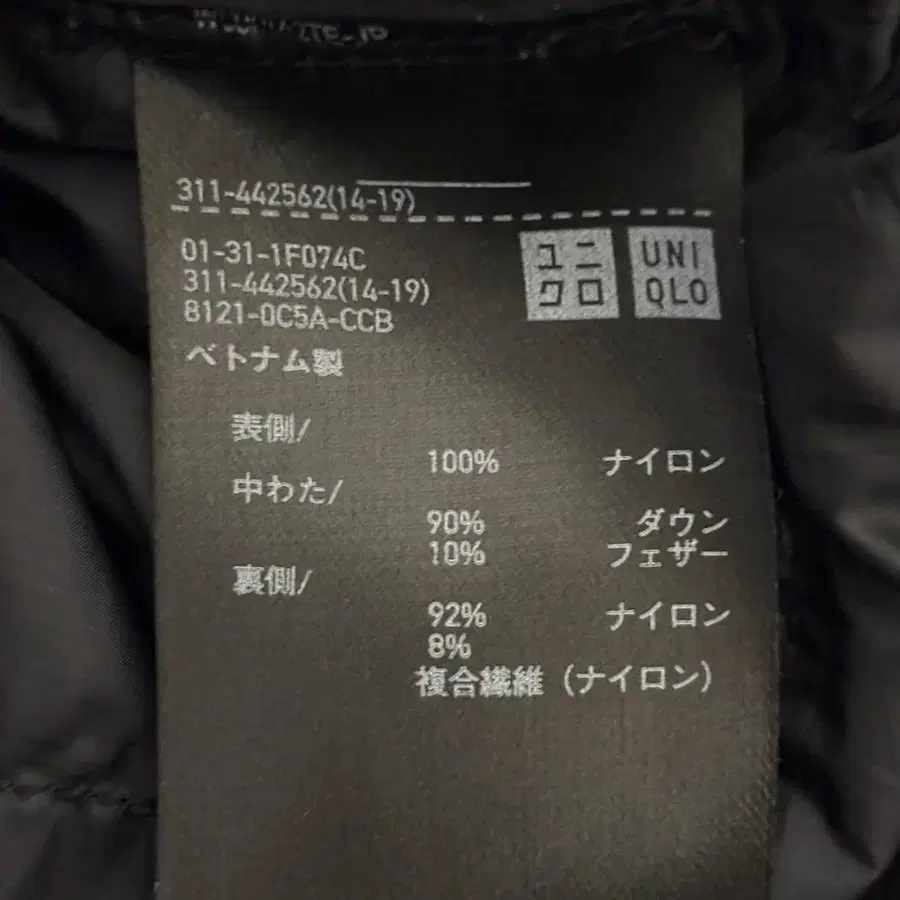 311-442562(14-19)
ユニ
クロ
UNI
QLO
01-31-1F074C
311-442562(14-19)
8121-0C5A-CCB
ベトナム製
表側/
100% ナイロン
中わた/
90% ダウン
10% フェザー
裏側/
92% ナイロン
8%
複合繊維(ナイロン)